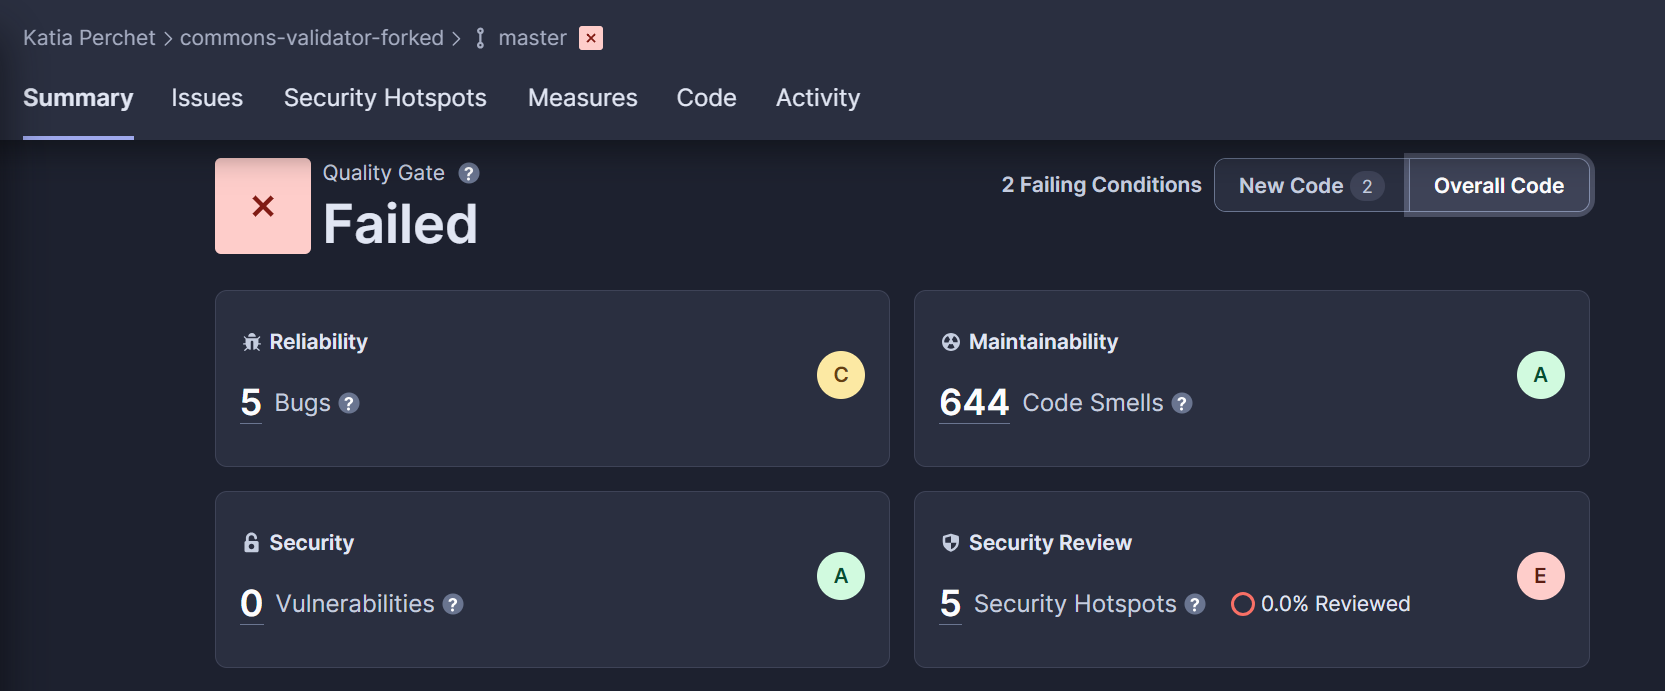 Katia Perchet > commons-validator-forked > master
Summary Issues Security Hotspots Measures Code Activity
Quality Gate ?
Failed
2 Failing Conditions
New Code 2
Overall Code
Reliability
5 Bugs ?
C
Maintainability
644 Code Smells ?
A
Security
0 Vulnerabilities ?
A
Security Review
5 Security Hotspots ? 0.0% Reviewed
E